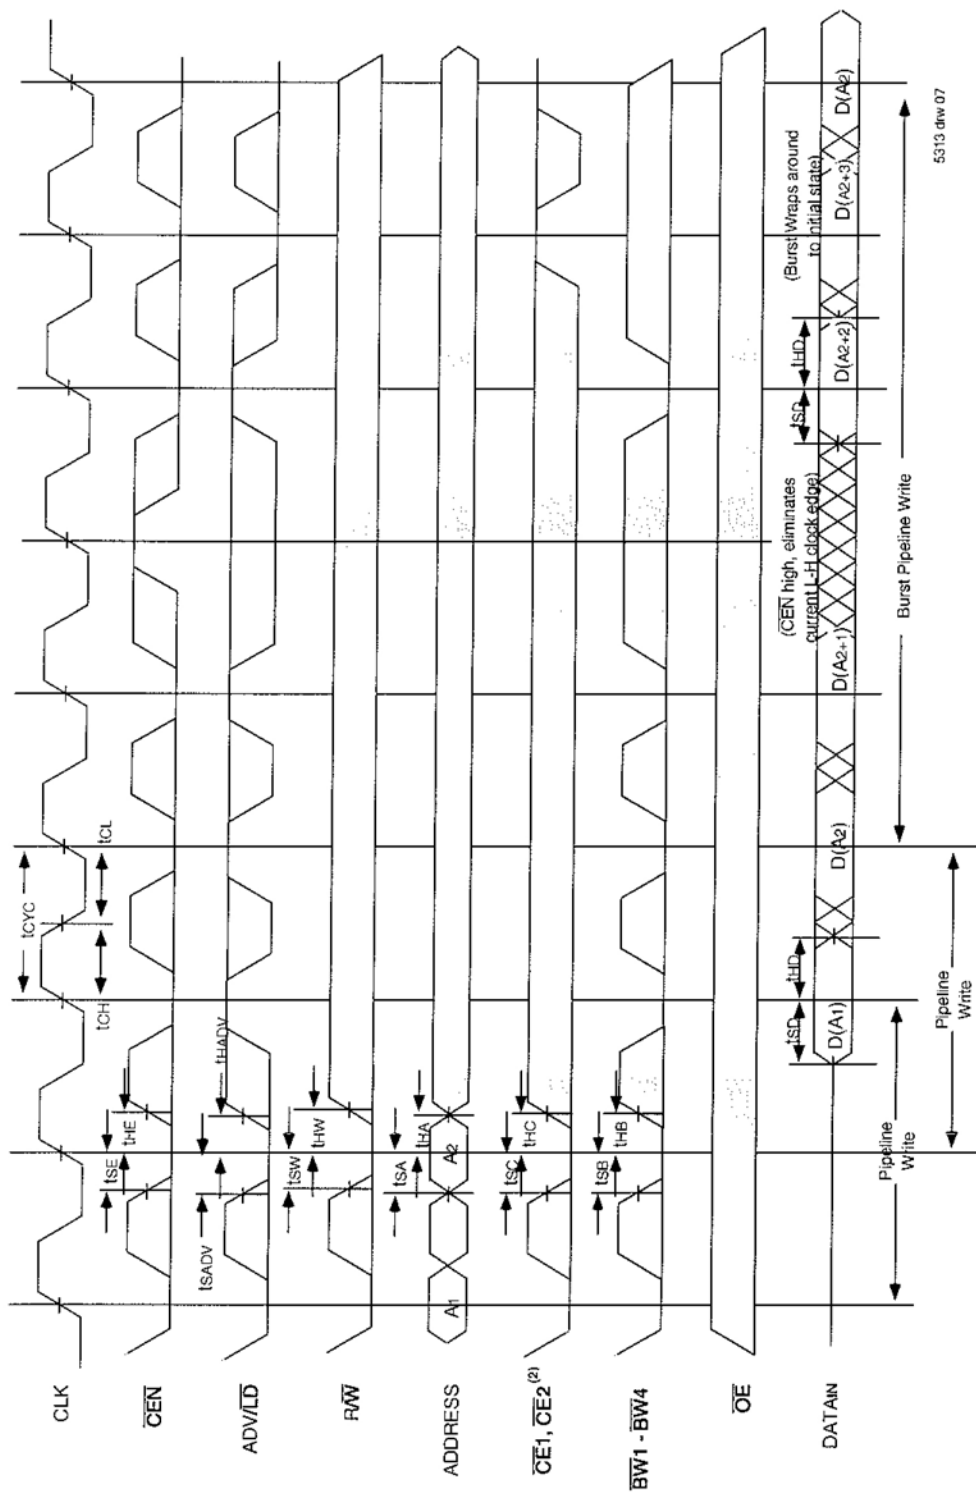 CLK
CEN
ADV/LD
R/W
ADDRESS
CE1, CE2 (2)
BW1 - BW4
OE
DATAIN
tCYC
tCH
tCL
tSE
tHE
tSADV
tHADV
tSW
tHW
tSA
tHA
A1
A2
tSC
tHC
tSB
tHB
tSD
tHD
tSD
tHD
D(A1)
D(A2)
D(A2+1)
D(A2+2)
D(A2+3)
D(A2)
(CEN high, eliminates
current L-H clock edge)
(Burst Wraps around
to initial state)
Pipeline
Write
Pipeline
Write
Burst Pipeline Write
5313 drw 07